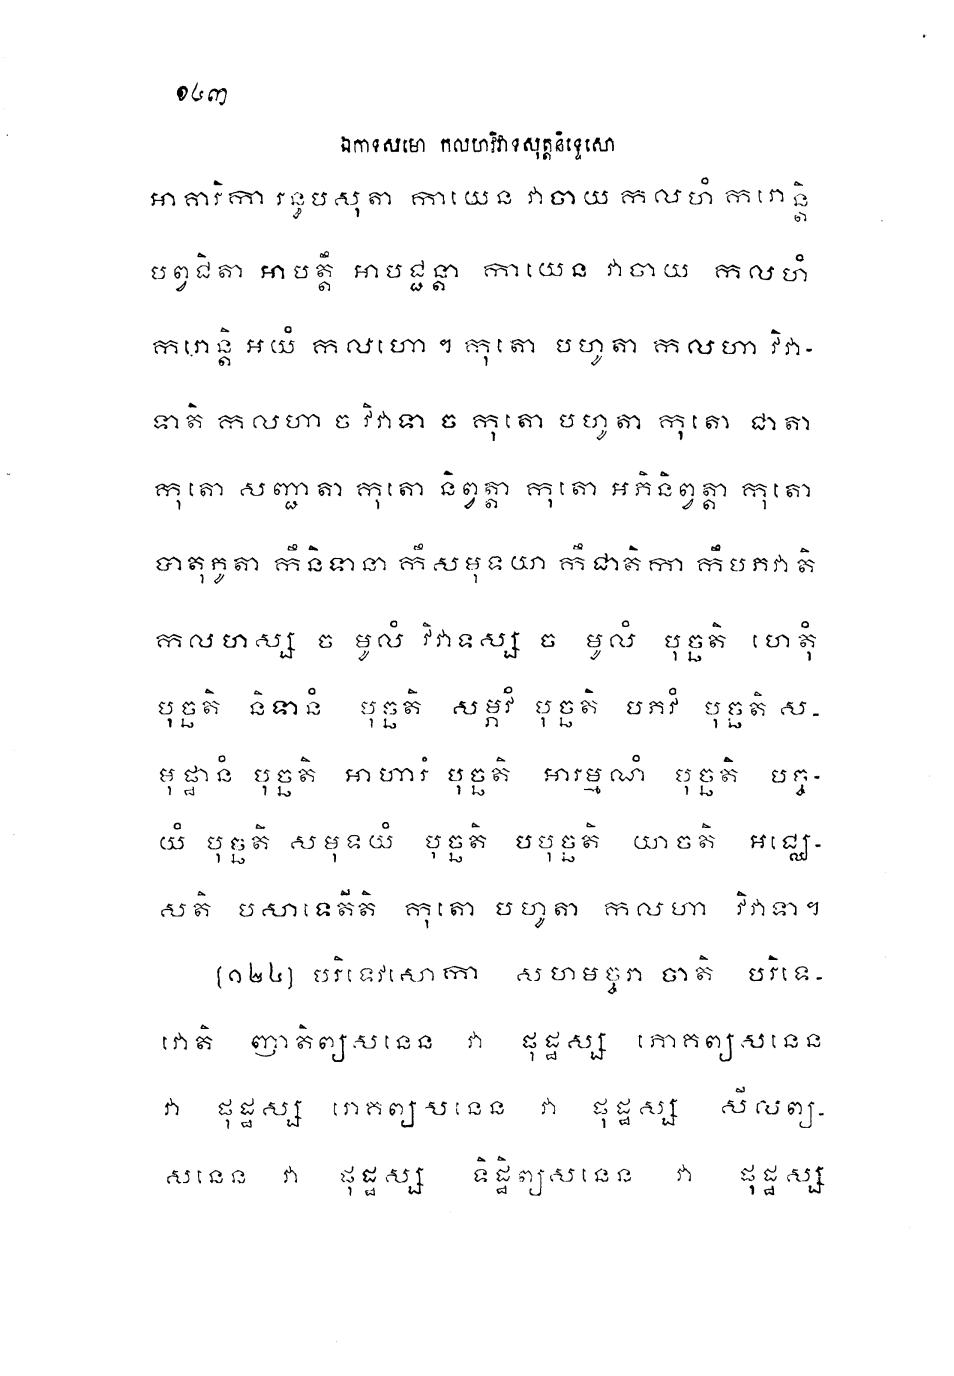 ១៤៣
ឯកាទសមោ កលហវិវាទសុត្តនិទ្ទេសោ
អាគារិកា រន្ធបសុតា កាយេន វាចាយ កលហំ ករោន្តិ
បព្វជិតា អាបត្តឹ អាបជ្ជន្តា កាយេន វាចាយ កលហំ
ករោន្តិ អយំ កលហោ។ កុតោ បហូតា កលហា វិវា-
ទាតិ កលហា ច វិវាទា ច កុតោ បហូតា កុតោ ជាតា
កុតោ សញ្ជាតា កុតោ និព្វត្តា កុតោ អភិនិព្វត្តា កុតោ
បាតុភូតា កឹនិទានា កឹសមុទយា កឹជាតិកា កឹបភវាតិ
កលហស្ស ច មូលំ វិវាទស្ស ច មូលំ បុច្ឆតិ ហេតុំ
បុច្ឆតិ និទានំ បុច្ឆតិ សម្ភវំ បុច្ឆតិ បភវំ បុច្ឆតិ ស-
មុដ្ឋានំ បុច្ឆតិ អាហារំ បុច្ឆតិ អារម្មណំ បុច្ឆតិ បច្ច-
យំ បុច្ឆតិ សមុទយំ បុច្ឆតិ បបុច្ឆតិ យាចតិ អជ្ឈេ-
សតិ បសាទេតីតិ កុតោ បហូតា កលហា វិវាទា។
(១២៤) បរិទេវសោកា សហមច្ឆរា ចាតិ បរិទេ-
វោតិ ញាតិព្យសនេន វា ផុដ្ឋស្ស ភោគព្យសនេន
វា ផុដ្ឋស្ស រោគព្យសនេន វា ផុដ្ឋស្ស សីលព្យ-
សនេន វា ផុដ្ឋស្ស ទិដ្ឋិព្យសនេន វា ផុដ្ឋស្ស